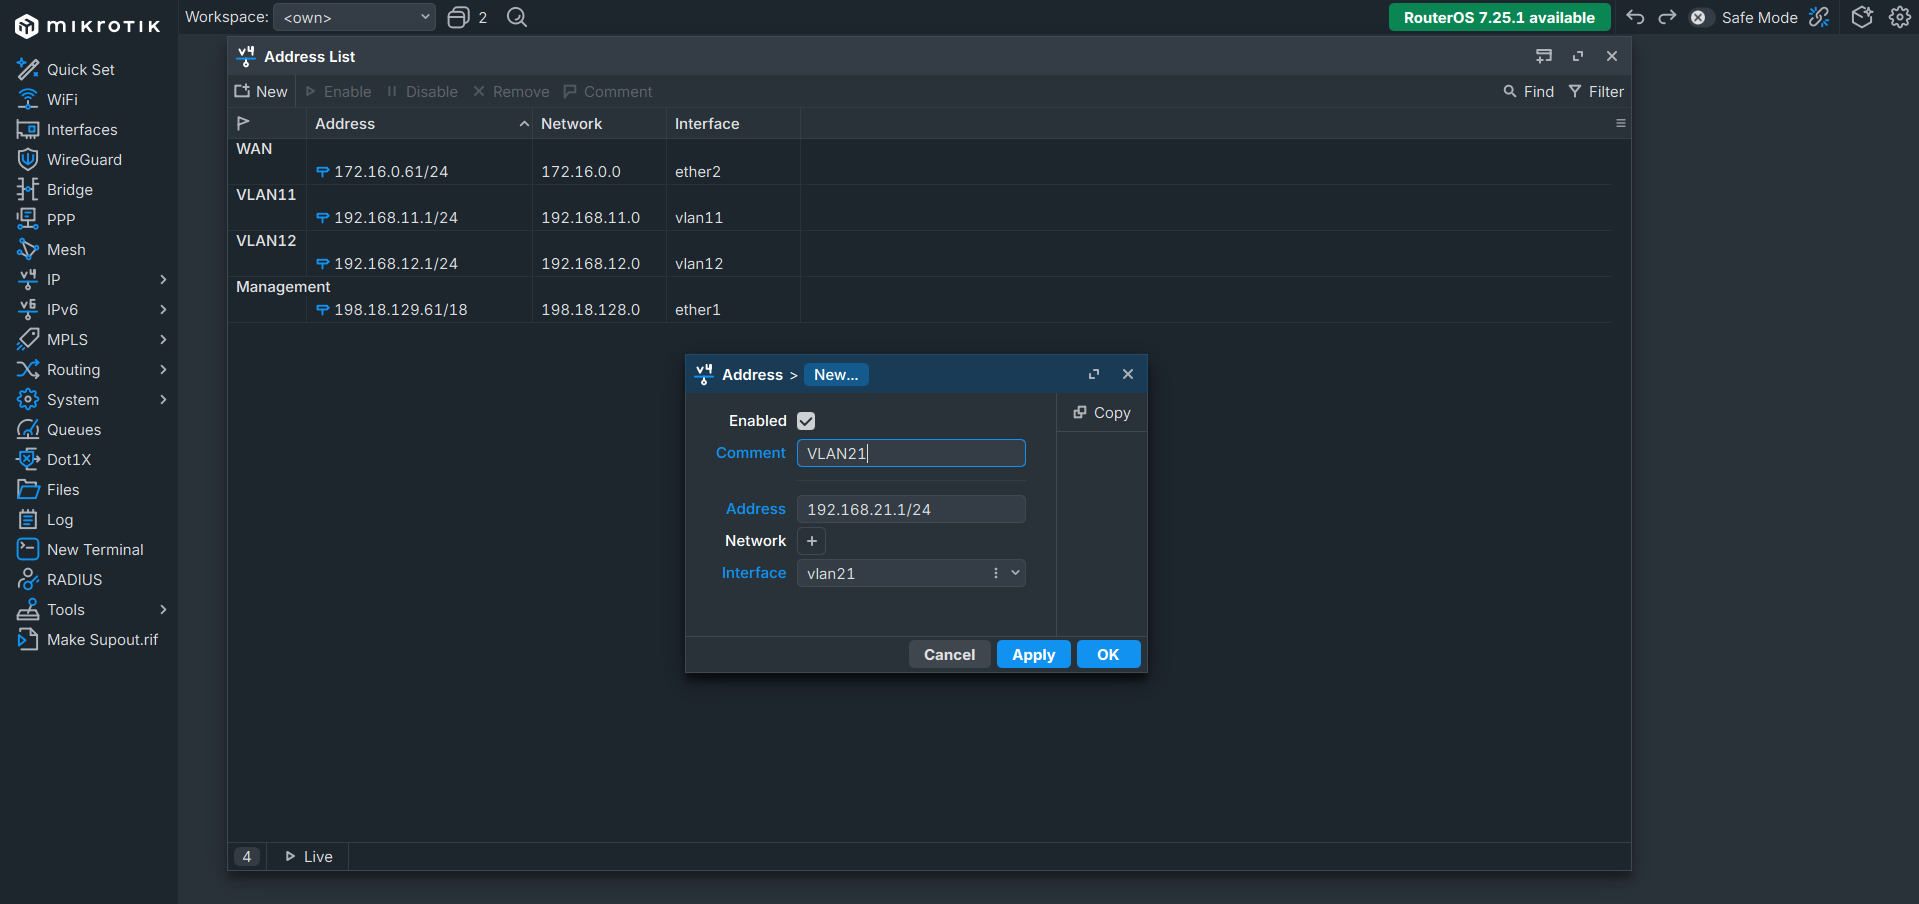 mikrotik
Workspace: <own> 2
RouterOS 7.25.1 available Safe Mode
Quick Set
WiFi
Interfaces
WireGuard
Bridge
PPP
Mesh
v4 IP
v6 IPv6
MPLS
Routing
System
Queues
Dot1X
Files
Log
New Terminal
RADIUS
Tools
Make Supout.rif
v4 Address List
New Enable Disable Remove Comment Find Filter
Address Network Interface
WAN
172.16.0.61/24 172.16.0.0 ether2
VLAN11
192.168.11.1/24 192.168.11.0 vlan11
VLAN12
192.168.12.1/24 192.168.12.0 vlan12
Management
198.18.129.61/18 198.18.128.0 ether1
v4 Address > New...
Copy
Enabled
Comment VLAN21
Address 192.168.21.1/24
Network +
Interface vlan21
Cancel Apply OK
4 Live